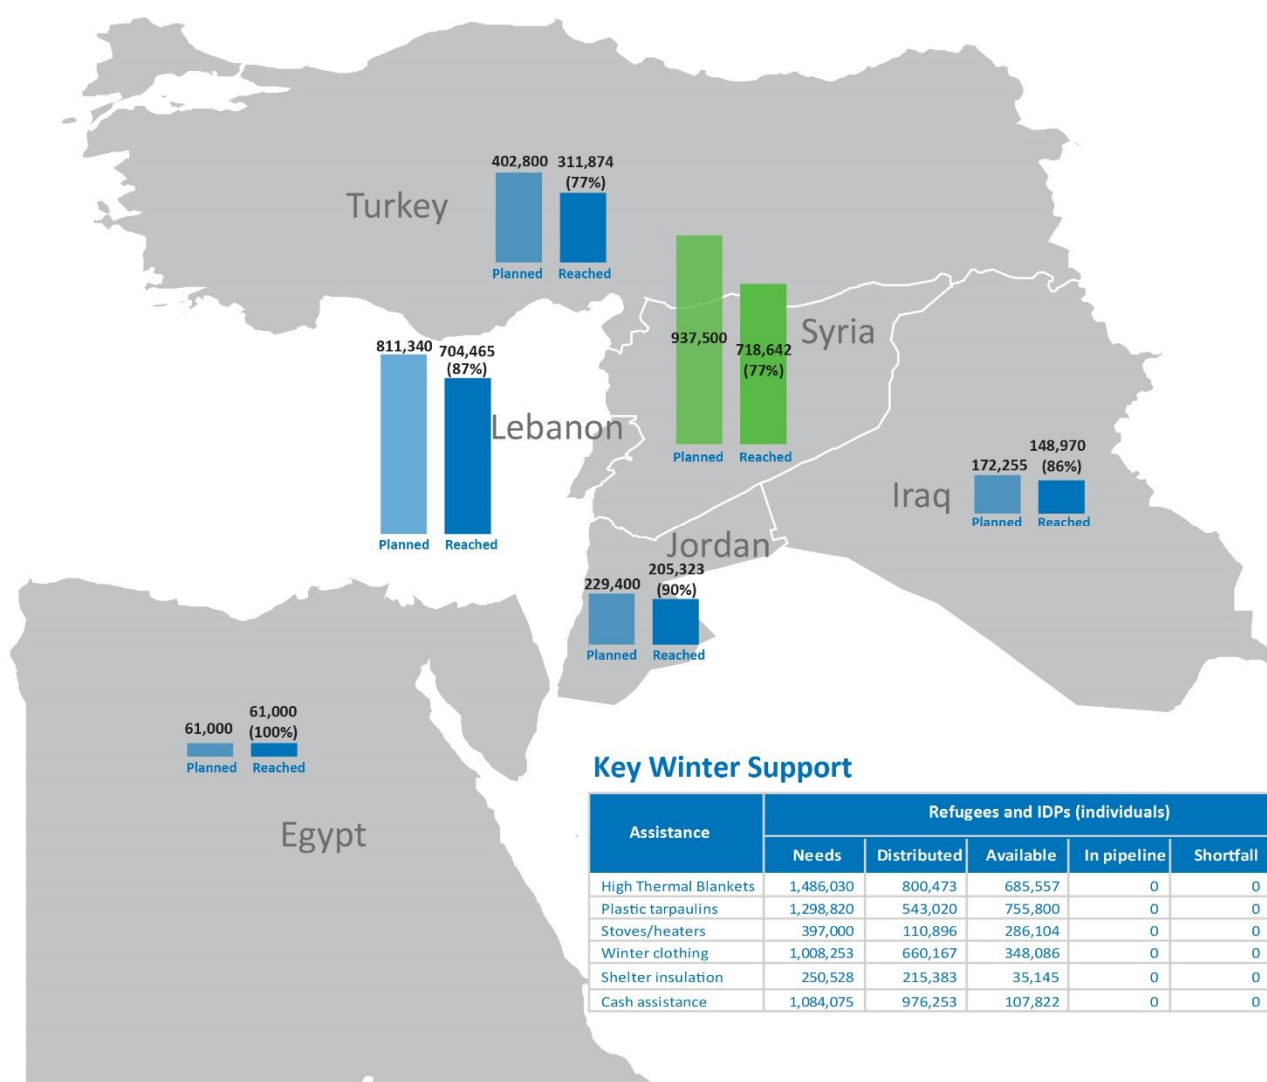 402,800 311,874
(77%)
Turkey
Planned Reached
Syria
937,500
718,642
(77%)
Planned Reached
811,340 704,465
(87%)
Lebanon
Planned Reached
148,970
172,255 (86%)
Iraq
Planned Reached
Jordan
205,323
229,400 (90%)
Planned Reached
61,000
61,000 (100%)
Planned Reached
Egypt
Key Winter Support
Assistance Refugees and IDPs (individuals)
Needs Distributed Available In pipeline Shortfall
High Thermal Blankets 1,486,030 800,473 685,557 0 0
Plastic tarpaulins 1,298,820 543,020 755,800 0 0
Stoves/heaters 397,000 110,896 286,104 0 0
Winter clothing 1,008,253 660,167 348,086 0 0
Shelter insulation 250,528 215,383 35,145 0 0
Cash assistance 1,084,075 976,253 107,822 0 0